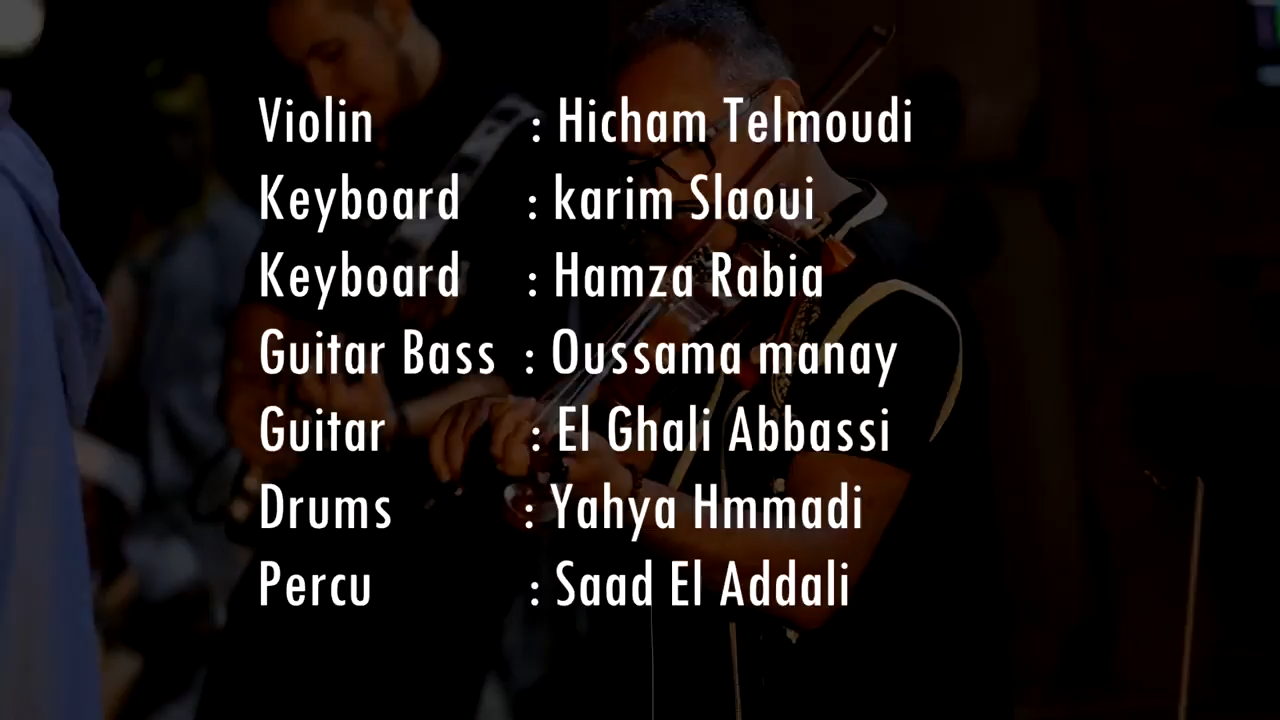 Violin : Hicham Telmoudi
Keyboard : karim Slaoui
Keyboard : Hamza Rabia
Guitar Bass : Oussama manay
Guitar : El Ghali Abbassi
Drums : Yahya Hmmadi
Percu : Saad El Addali